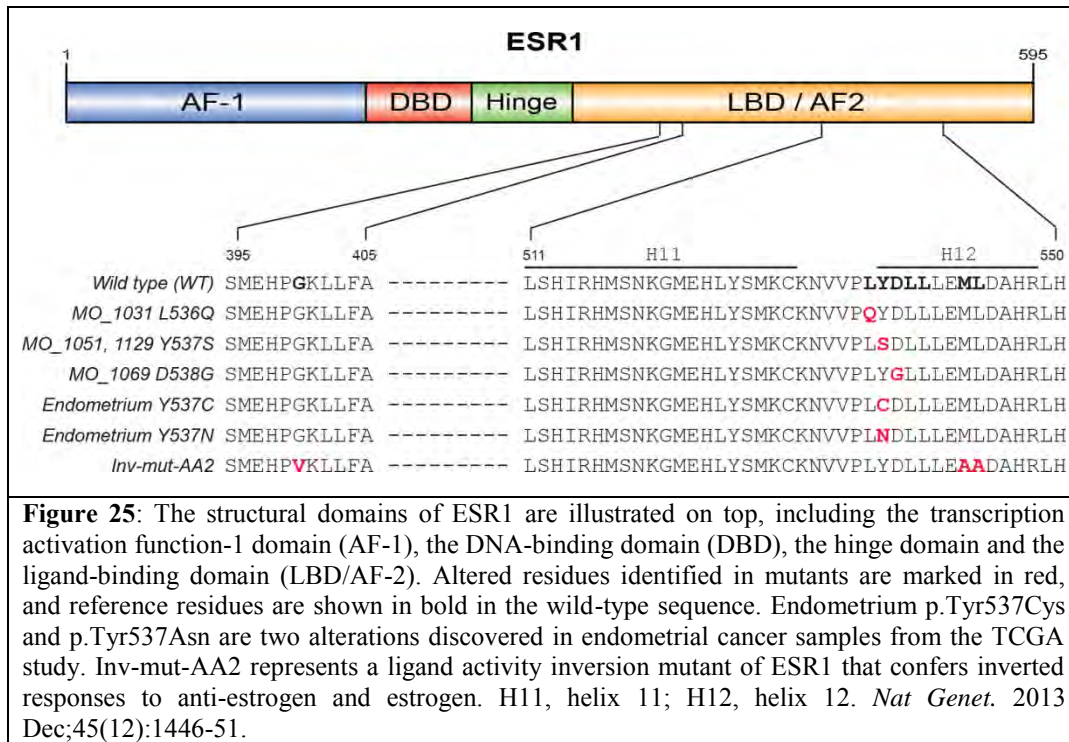 ESR1
1 595
AF-1 DBD Hinge LBD / AF2
395 405 511 H11 H12 550
Wild type (WT) SMEHPGKLLFA ---------- LSHIRHMSNKGMEHLYSMKCKNVVPLYDLLLEMLDAHRLH
MO_1031 L536Q SMEHPGKLLFA ---------- LSHIRHMSNKGMEHLYSMKCKNVVPQYDLLLEMLDAHRLH
MO_1051, 1129 Y537S SMEHPGKLLFA ---------- LSHIRHMSNKGMEHLYSMKCKNVVPLSDLLLEMLDAHRLH
MO_1069 D538G SMEHPGKLLFA ---------- LSHIRHMSNKGMEHLYSMKCKNVVPLYGLLLEMLDAHRLH
Endometrium Y537C SMEHPGKLLFA ---------- LSHIRHMSNKGMEHLYSMKCKNVVPLCDLLLEMLDAHRLH
Endometrium Y537N SMEHPGKLLFA ---------- LSHIRHMSNKGMEHLYSMKCKNVVPLNDLLLEMLDAHRLH
Inv-mut-AA2 SMEHPVKLLFA ---------- LSHIRHMSNKGMEHLYSMKCKNVVPLYDLLLEAADAHRLH
Figure 25: The structural domains of ESR1 are illustrated on top, including the transcription
activation function-1 domain (AF-1), the DNA-binding domain (DBD), the hinge domain and the
ligand-binding domain (LBD/AF-2). Altered residues identified in mutants are marked in red,
and reference residues are shown in bold in the wild-type sequence. Endometrium p.Tyr537Cys
and p.Tyr537Asn are two alterations discovered in endometrial cancer samples from the TCGA
study. Inv-mut-AA2 represents a ligand activity inversion mutant of ESR1 that confers inverted
responses to anti-estrogen and estrogen. H11, helix 11; H12, helix 12. Nat Genet. 2013
Dec;45(12):1446-51.